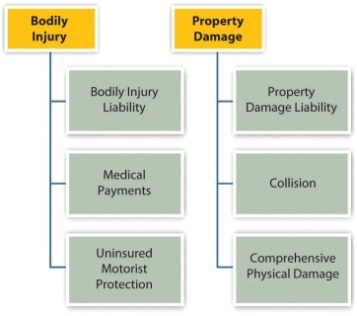 Bodily
Injury
Bodily Injury
Liability
Medical
Payments
Uninsured
Motorist
Protection
Property
Damage
Property
Damage Liability
Collision
Comprehensive
Physical Damage